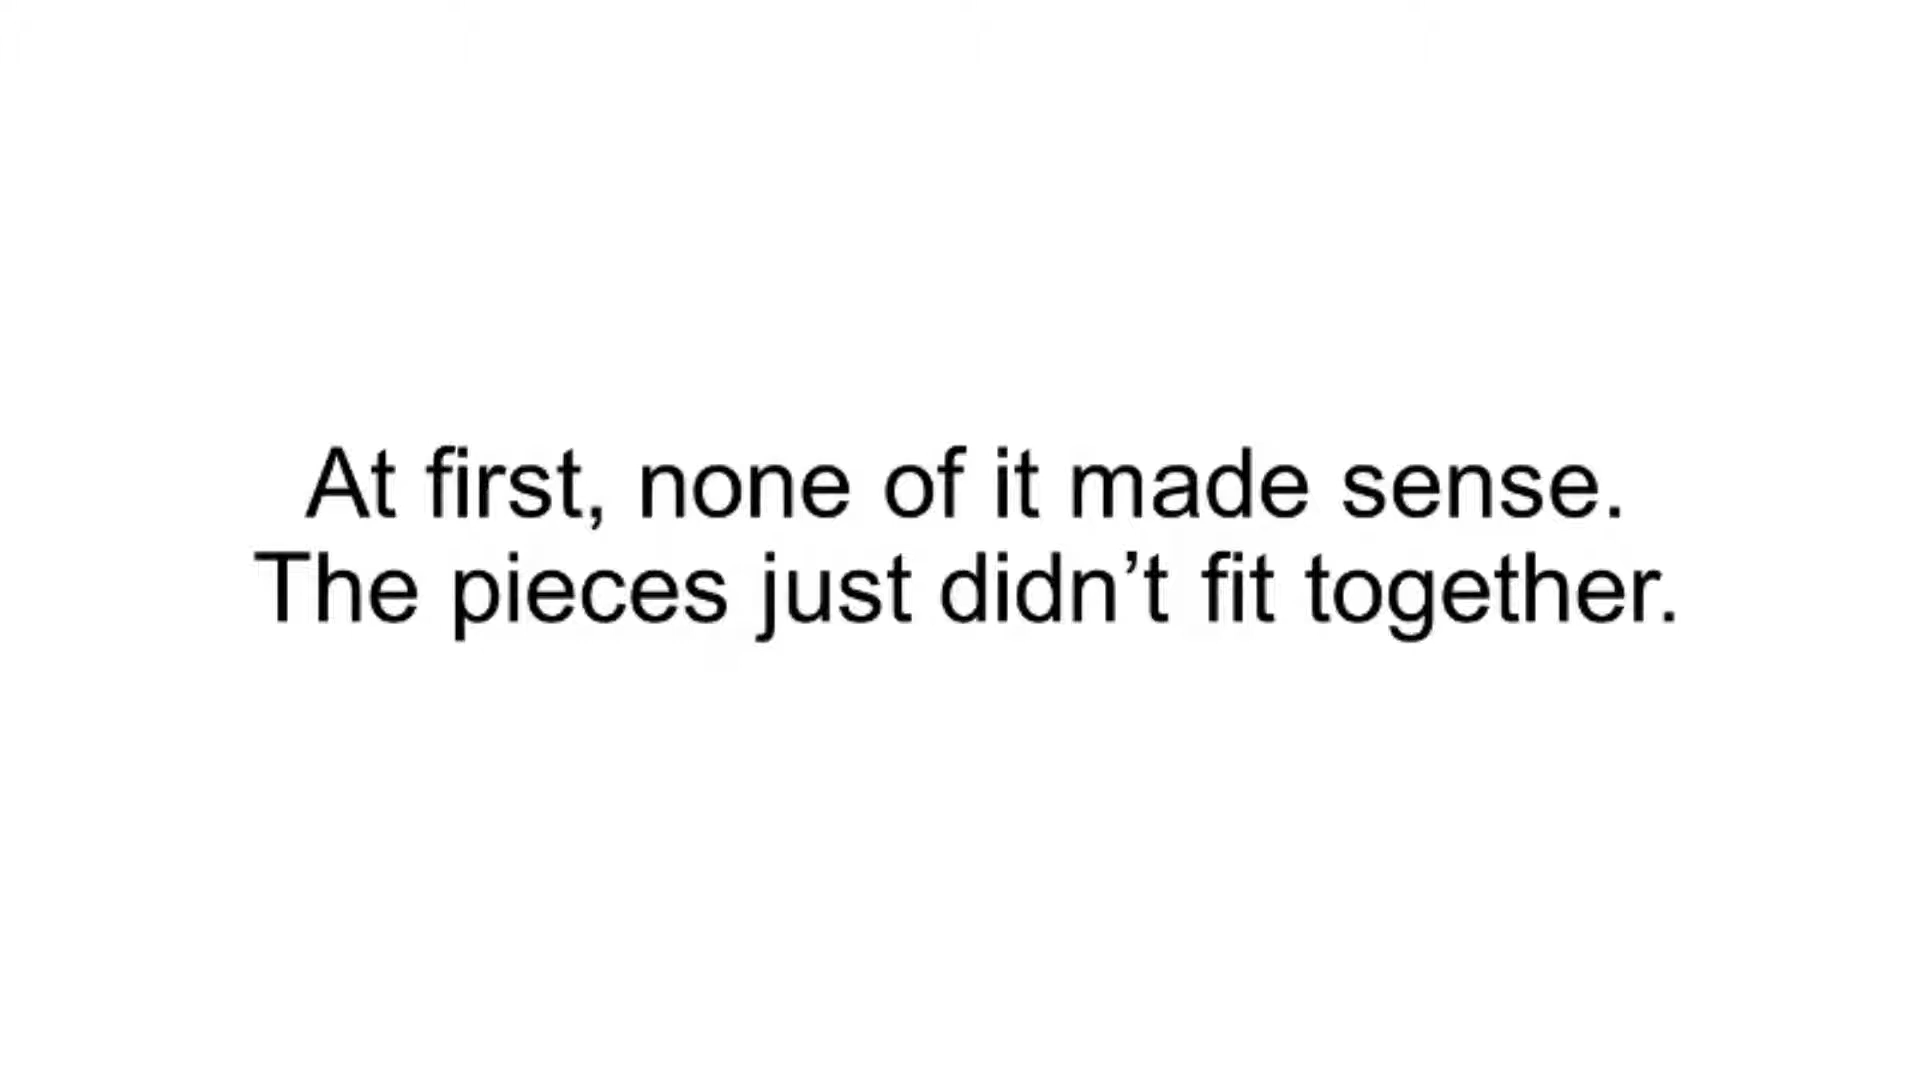 At first, none of it made sense.
The pieces just didn’t fit together.